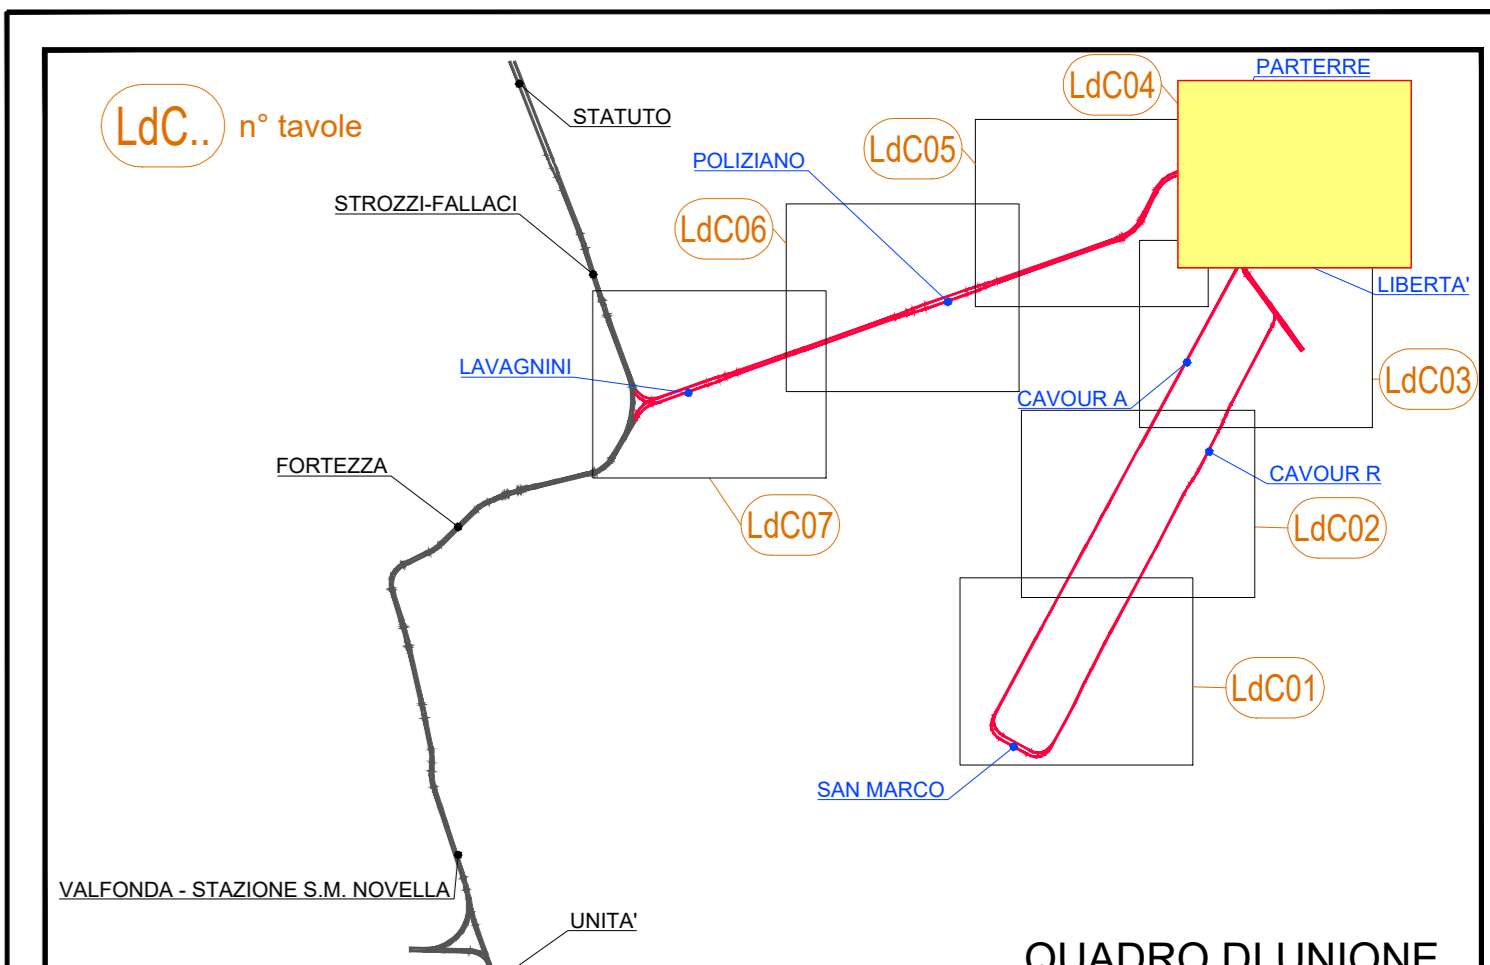 PARTERRE
LdC04
LdC.. n° tavole
STATUTO
LdC05
POLIZIANO
STROZZI-FALLACI
LdC06
LIBERTA'
LAVAGNINI
LdC03
CAVOUR A
FORTEZZA
CAVOUR R
LdC07
LdC02
LdC01
SAN MARCO
VALFONDA - STAZIONE S.M. NOVELLA
UNITA'
QUADRO DI UNIONE